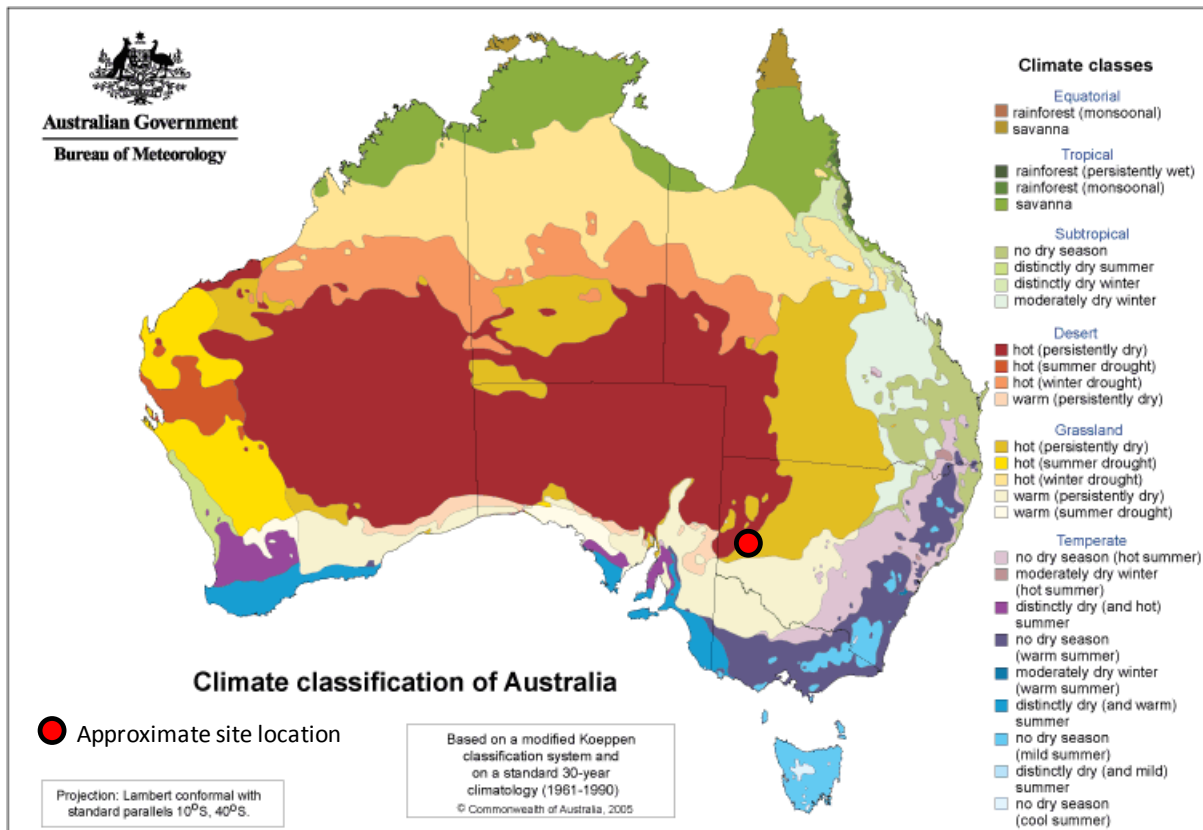 Australian Government
Bureau of Meteorology
Climate classes
Equatorial
rainforest (monsoonal)
savanna
Tropical
rainforest (persistently wet)
rainforest (monsoonal)
savanna
Subtropical
no dry season
distinctly dry summer
distinctly dry winter
moderately dry winter
Desert
hot (persistently dry)
hot (summer drought)
hot (winter drought)
warm (persistently dry)
Grassland
hot (persistently dry)
hot (summer drought)
hot (winter drought)
warm (persistently dry)
warm (summer drought)
Temperate
no dry season (hot summer)
moderately dry winter
(hot summer)
distinctly dry (and hot)
summer
no dry season
(warm summer)
moderately dry winter
(warm summer)
distinctly dry (and warm)
summer
no dry season
(mild summer)
distinctly dry (and mild)
summer
no dry season
(cool summer)
Climate classification of Australia
Approximate site location
Based on a modified Koeppen
classification system and
on a standard 30-year
climatology (1961-1990)
© Commonwealth of Australia, 2005
Projection: Lambert conformal with
standard parallels 10ºS, 40ºS.